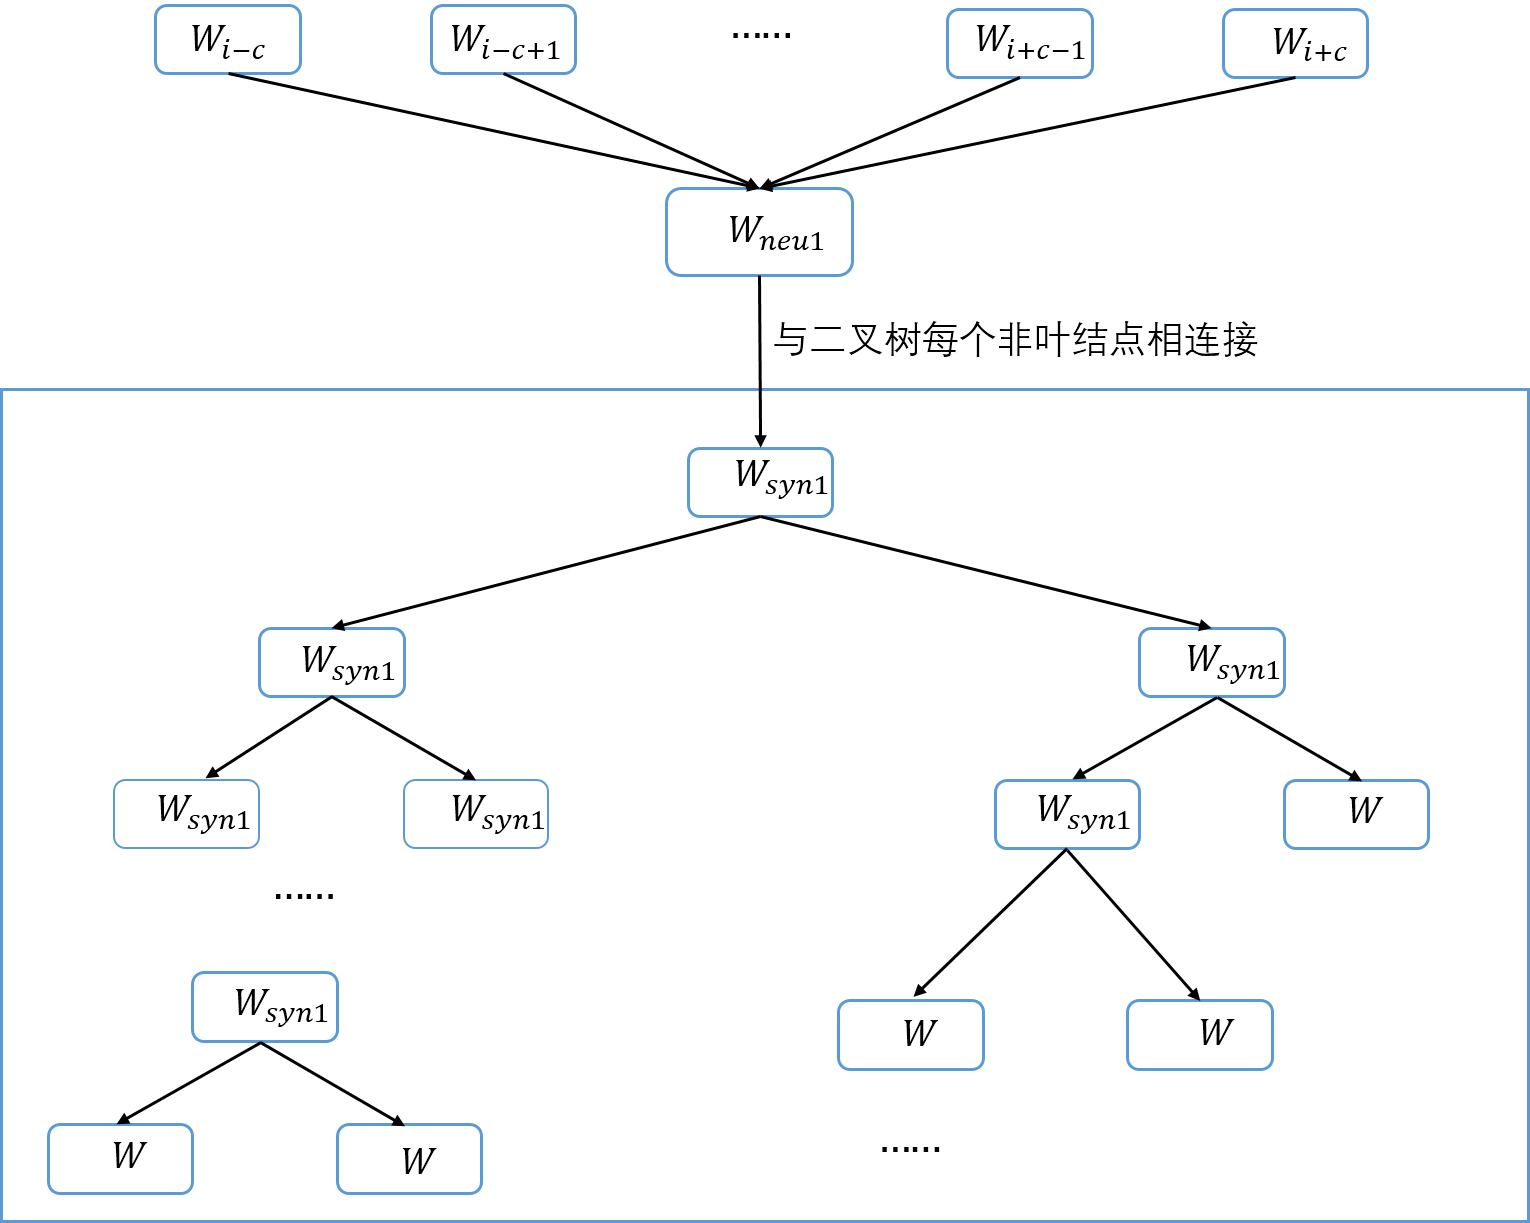 W_{i−c} W_{i−c+1} …… W_{i+c−1} W_{i+c}
W_{neu1}
与二叉树每个非叶结点相连接
W_{syn1}
W_{syn1} W_{syn1}
W_{syn1} W_{syn1} W_{syn1} W
……
W_{syn1} W W
W W ……